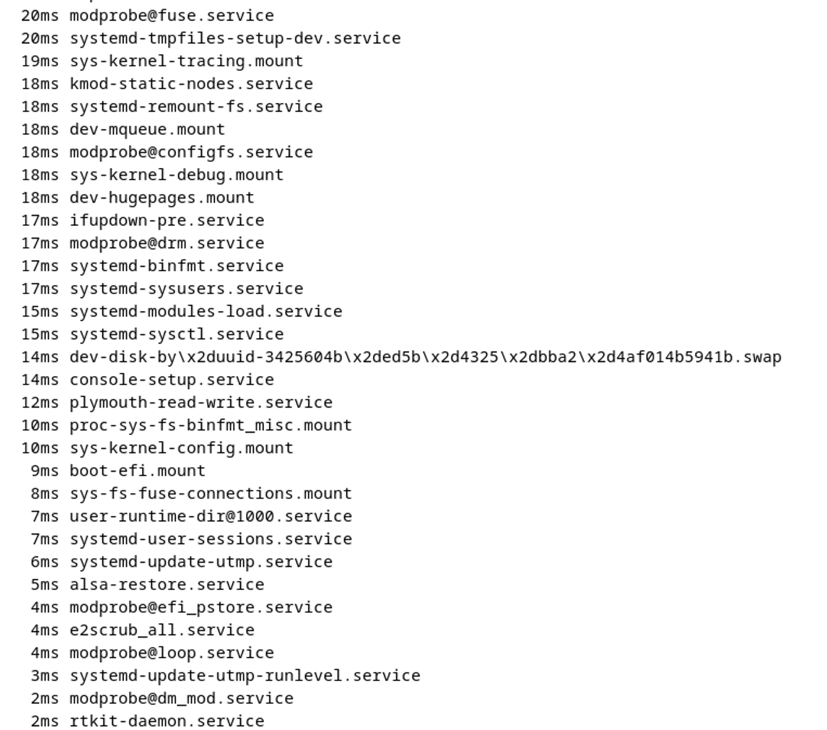 20ms modprobe@fuse.service
20ms systemd-tmpfiles-setup-dev.service
19ms sys-kernel-tracing.mount
18ms kmod-static-nodes.service
18ms systemd-remount-fs.service
18ms dev-mqueue.mount
18ms modprobe@configfs.service
18ms sys-kernel-debug.mount
18ms dev-hugepages.mount
17ms ifupdown-pre.service
17ms modprobe@drm.service
17ms systemd-binfmt.service
17ms systemd-sysusers.service
15ms systemd-modules-load.service
15ms systemd-sysctl.service
14ms dev-disk-by\x2duuid-3425604b\x2ded5b\x2d4325\x2dbba2\x2d4af014b5941b.swap
14ms console-setup.service
12ms plymouth-read-write.service
10ms proc-sys-fs-binfmt_misc.mount
10ms sys-kernel-config.mount
9ms boot-efi.mount
8ms sys-fs-fuse-connections.mount
7ms user-runtime-dir@1000.service
7ms systemd-user-sessions.service
6ms systemd-update-utmp.service
5ms alsa-restore.service
4ms modprobe@efi_pstore.service
4ms e2scrub_all.service
4ms modprobe@loop.service
3ms systemd-update-utmp-runlevel.service
2ms modprobe@dm_mod.service
2ms rtkit-daemon.service